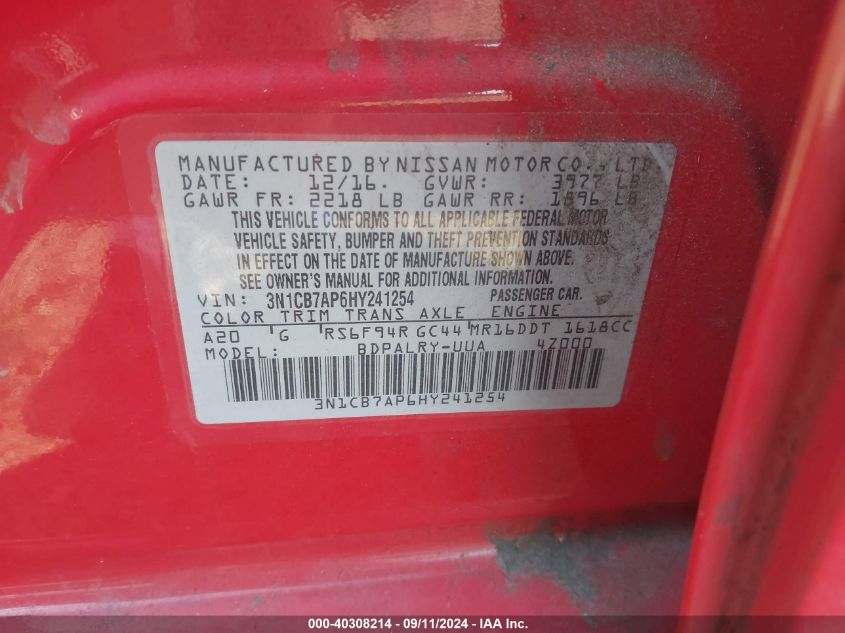 MANUFACTURED BY NISSAN MOTOR CO., LTD
DATE: 12/16. GVWR: 3977 LB
GAWR FR: 2218 LB GAWR RR: 1896 LB
THIS VEHICLE CONFORMS TO ALL APPLICABLE FEDERAL MOTOR
VEHICLE SAFETY, BUMPER AND THEFT PREVENTION STANDARDS
IN EFFECT ON THE DATE OF MANUFACTURE SHOWN ABOVE.
SEE OWNER'S MANUAL FOR ADDITIONAL INFORMATION.
VIN: 3N1CB7AP6HY241254 PASSENGER CAR.
COLOR TRIM TRANS AXLE ENGINE
A20 G RS6F94R GC44 MR16DDT 1618CC
MODEL: BDPALRY-UUA 4Z000
3N1CB7AP6HY241254
000-40308214 - 09/11/2024 - IAA Inc.